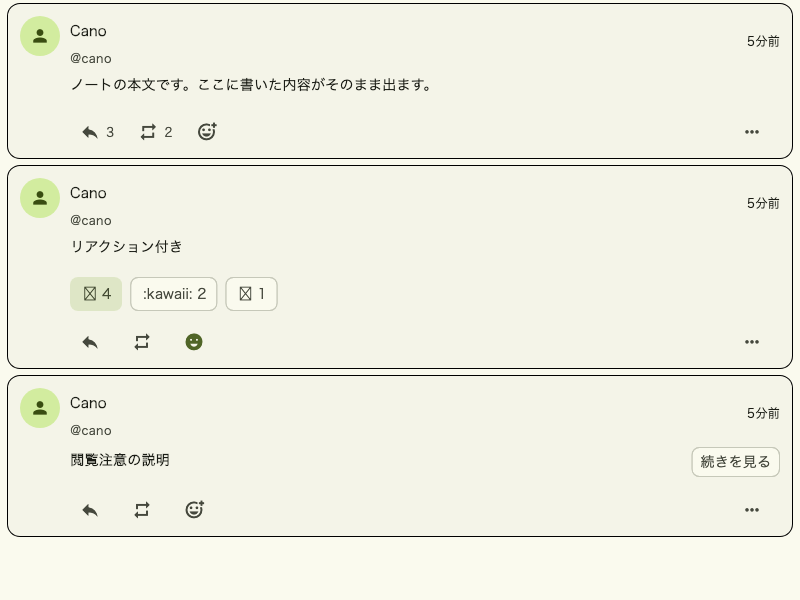 Cano
5分前
@cano
ノートの本文です。ここに書いた内容がそのまま出ます。
3 2
Cano
5分前
@cano
リアクション付き
4 :kawaii: 2 1
Cano
5分前
@cano
閲覧注意の説明
続きを見る